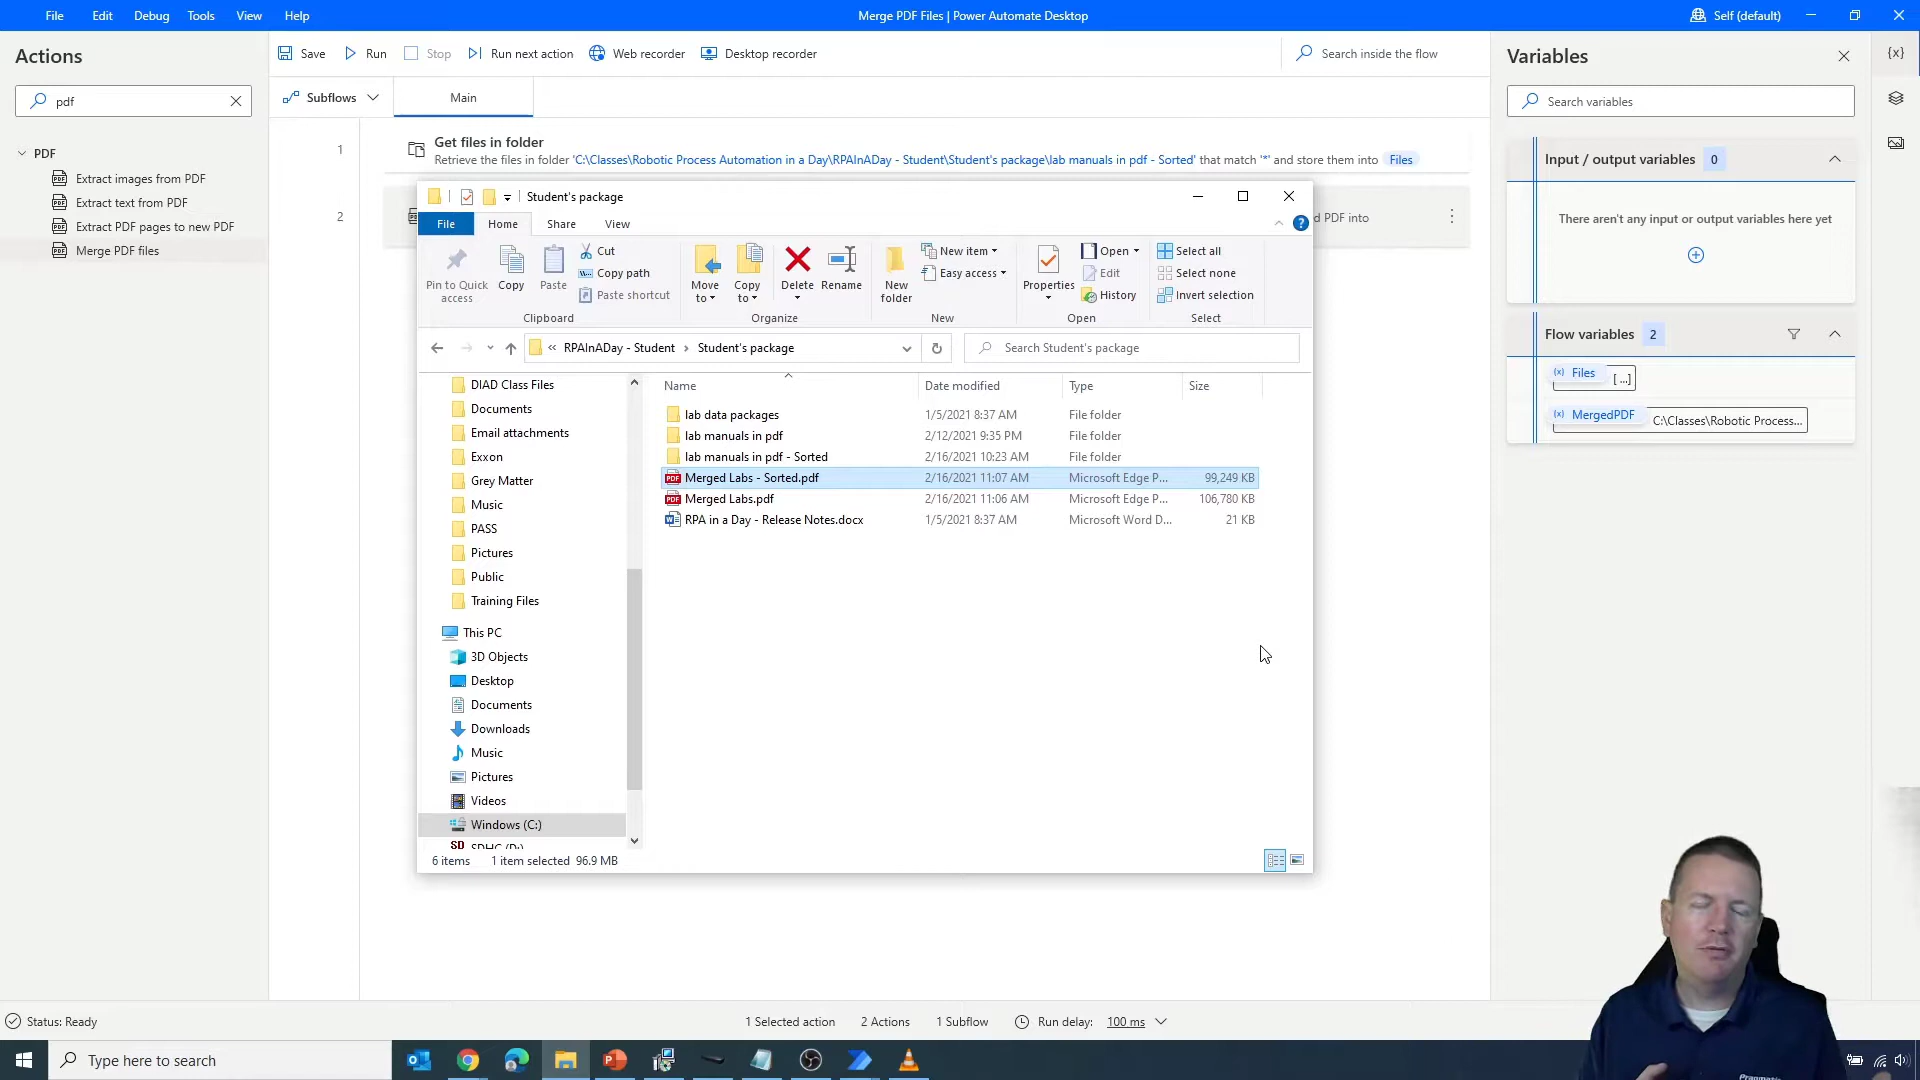 File Edit Debug Tools View Help
Merge PDF Files | Power Automate Desktop
Self (default)
Actions
pdf
PDF
Extract images from PDF
Extract text from PDF
Extract PDF pages to new PDF
Merge PDF files
Save Run Stop Run next action Web recorder Desktop recorder
Search inside the flow
Subflows Main
1
Get files in folder
Retrieve the files in folder 'C:\Classes\Robotic Process Automation in a Day\RPAInADay - Student\Student's package\lab manuals in pdf - Sorted' that match '*' and store them into Files
2
d PDF into
Student's package
File Home Share View
Pin to Quick access
Copy
Paste
Cut
Copy path
Paste shortcut
Clipboard
Move to
Copy to
Delete
Rename
Organize
New folder
New item
Easy access
New
Properties
Open
Edit
History
Open
Select all
Select none
Invert selection
Select
« RPAInADay - Student › Student's package
Search Student's package
DIAD Class Files
Documents
Email attachments
Exxon
Grey Matter
Music
PASS
Pictures
Public
Training Files
This PC
3D Objects
Desktop
Documents
Downloads
Music
Pictures
Videos
Windows (C:)
SDHC (D:)
Name Date modified Type Size
lab data packages 1/5/2021 8:37 AM File folder
lab manuals in pdf 2/12/2021 9:35 PM File folder
lab manuals in pdf - Sorted 2/16/2021 10:23 AM File folder
Merged Labs - Sorted.pdf 2/16/2021 11:07 AM Microsoft Edge P... 99,249 KB
Merged Labs.pdf 2/16/2021 11:06 AM Microsoft Edge P... 106,780 KB
RPA in a Day - Release Notes.docx 1/5/2021 8:37 AM Microsoft Word D... 21 KB
6 items 1 item selected 96.9 MB
Variables
{x}
Search variables
Input / output variables 0
There aren't any input or output variables here yet
Flow variables 2
(x) Files [ ...]
(x) MergedPDF C:\Classes\Robotic Process...
Status: Ready
1 Selected action 2 Actions 1 Subflow Run delay: 100 ms
Type here to search
Pragmatic